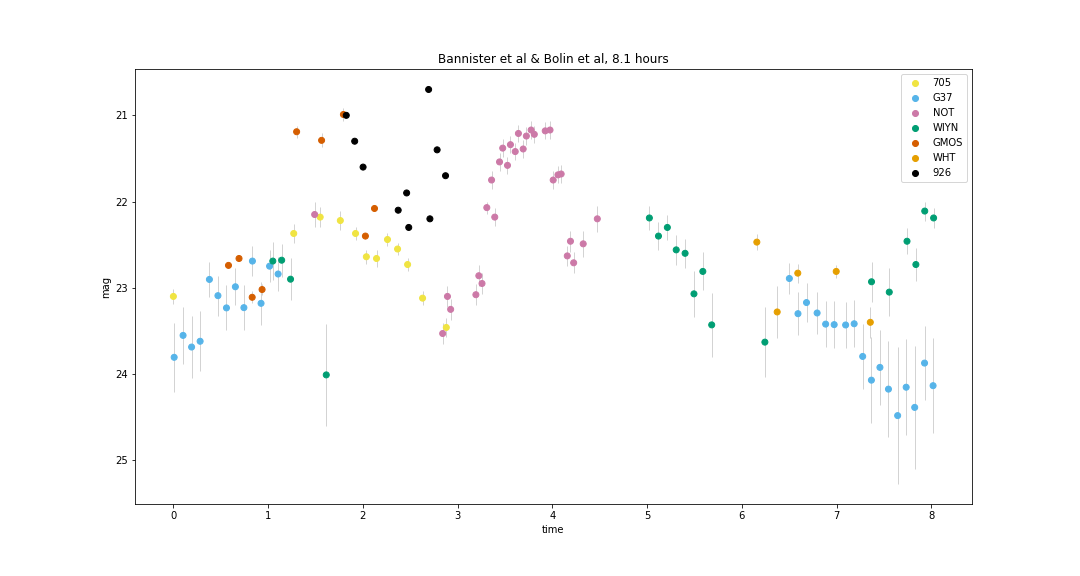 Bannister et al & Bolin et al, 8.1 hours
705
G37
NOT
WIYN
GMOS
WHT
926
mag
21
22
23
24
25
0 1 2 3 4 5 6 7 8
time